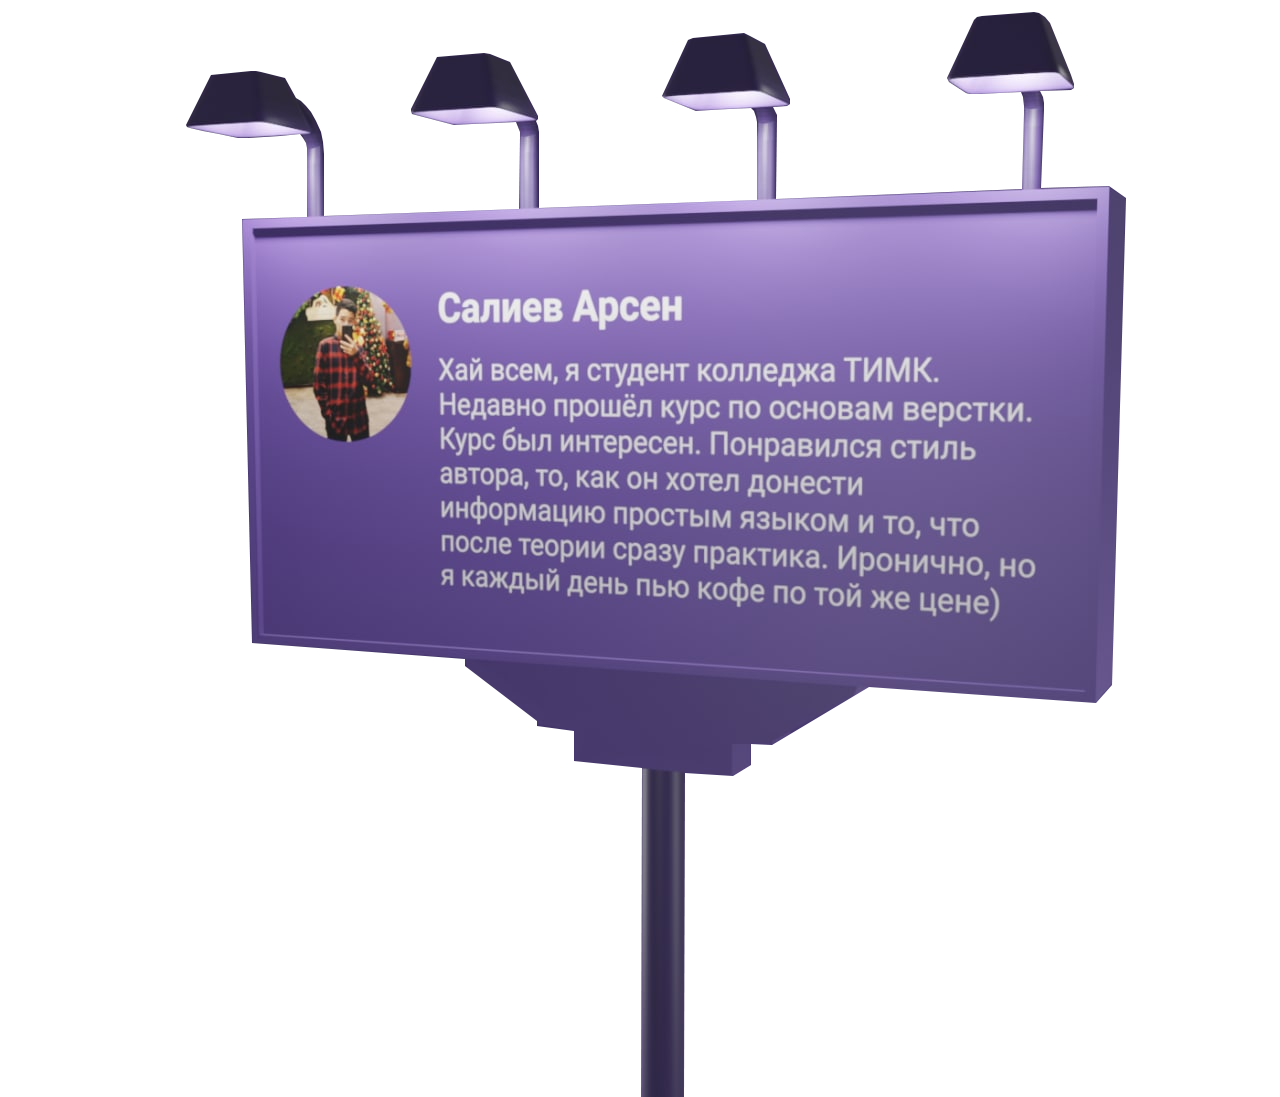 Салиев Арсен
Хай всем, я студент колледжа ТИМК.
Недавно прошёл курс по основам верстки.
Курс был интересен. Понравился стиль
автора, то, как он хотел донести
информацию простым языком и то, что
после теории сразу практика. Иронично, но
я каждый день пью кофе по той же цене)